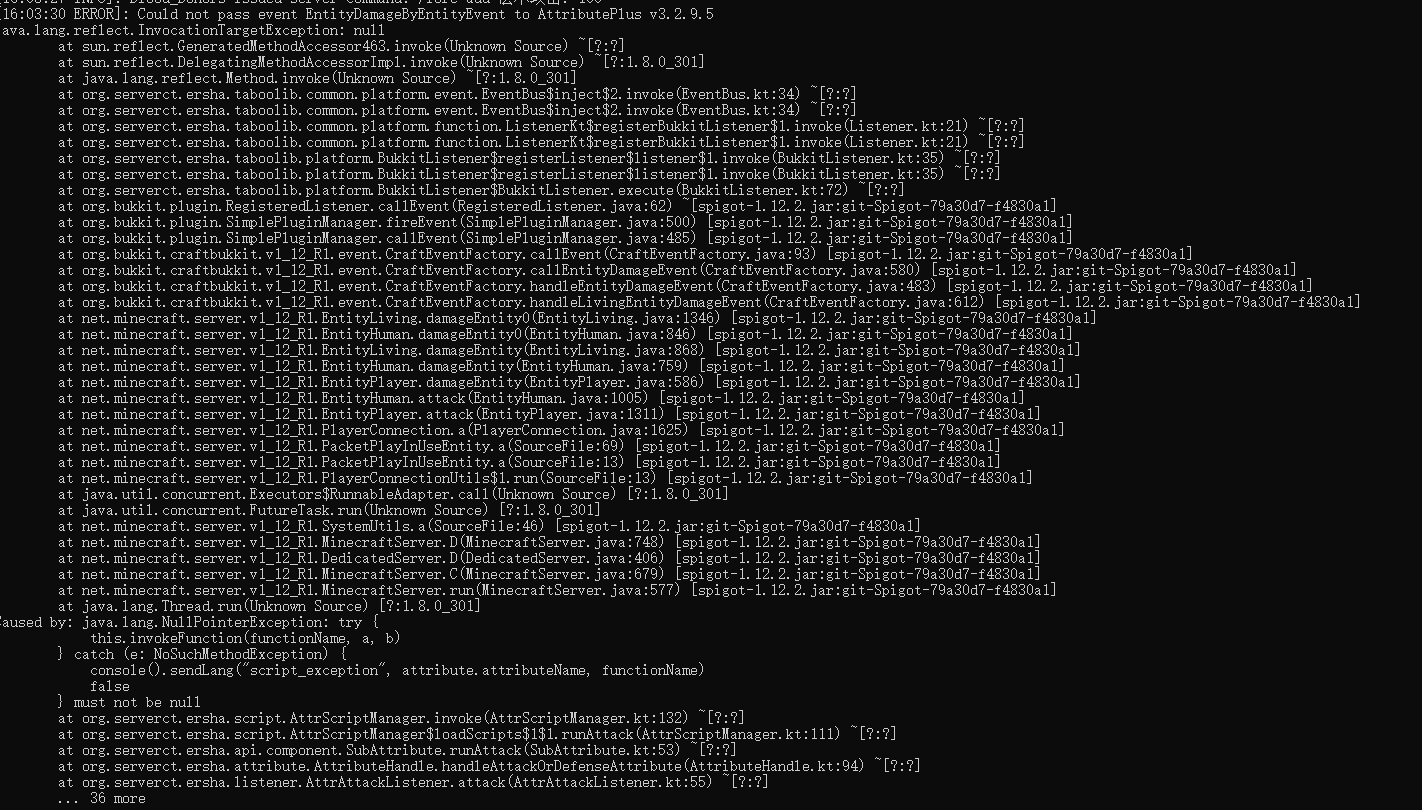 [16:03:30 ERROR]: Could not pass event EntityDamageByEntityEvent to AttributePlus v3.2.9.5
ava.lang.reflect.InvocationTargetException: null
at sun.reflect.GeneratedMethodAccessor463.invoke(Unknown Source) ~[?:?]
at sun.reflect.DelegatingMethodAccessorImpl.invoke(Unknown Source) ~[?:1.8.0_301]
at java.lang.reflect.Method.invoke(Unknown Source) ~[?:1.8.0_301]
at org.serverct.ersha.taboolib.common.platform.event.EventBus$inject$2.invoke(EventBus.kt:34) ~[?:?]
at org.serverct.ersha.taboolib.common.platform.event.EventBus$inject$2.invoke(EventBus.kt:34) ~[?:?]
at org.serverct.ersha.taboolib.common.platform.function.ListenerKt$registerBukkitListener$1.invoke(Listener.kt:21) ~[?:?]
at org.serverct.ersha.taboolib.common.platform.function.ListenerKt$registerBukkitListener$1.invoke(Listener.kt:21) ~[?:?]
at org.serverct.ersha.taboolib.platform.BukkitListener$registerListener$listener$1.invoke(BukkitListener.kt:35) ~[?:?]
at org.serverct.ersha.taboolib.platform.BukkitListener$registerListener$listener$1.invoke(BukkitListener.kt:35) ~[?:?]
at org.serverct.ersha.taboolib.platform.BukkitListener$BukkitListener.execute(BukkitListener.kt:72) ~[?:?]
at org.bukkit.plugin.RegisteredListener.callEvent(RegisteredListener.java:62) ~[spigot-1.12.2.jar:git-Spigot-79a30d7-f4830a1]
at org.bukkit.plugin.SimplePluginManager.fireEvent(SimplePluginManager.java:500) [spigot-1.12.2.jar:git-Spigot-79a30d7-f4830a1]
at org.bukkit.plugin.SimplePluginManager.callEvent(SimplePluginManager.java:485) [spigot-1.12.2.jar:git-Spigot-79a30d7-f4830a1]
at org.bukkit.craftbukkit.v1_12_R1.event.CraftEventFactory.callEvent(CraftEventFactory.java:93) [spigot-1.12.2.jar:git-Spigot-79a30d7-f4830a1]
at org.bukkit.craftbukkit.v1_12_R1.event.CraftEventFactory.callEntityDamageEvent(CraftEventFactory.java:580) [spigot-1.12.2.jar:git-Spigot-79a30d7-f4830a1]
at org.bukkit.craftbukkit.v1_12_R1.event.CraftEventFactory.handleEntityDamageEvent(CraftEventFactory.java:483) [spigot-1.12.2.jar:git-Spigot-79a30d7-f4830a1]
at org.bukkit.craftbukkit.v1_12_R1.event.CraftEventFactory.handleLivingEntityDamageEvent(CraftEventFactory.java:612) [spigot-1.12.2.jar:git-Spigot-79a30d7-f4830a1]
at net.minecraft.server.v1_12_R1.EntityLiving.damageEntity0(EntityLiving.java:1346) [spigot-1.12.2.jar:git-Spigot-79a30d7-f4830a1]
at net.minecraft.server.v1_12_R1.EntityHuman.damageEntity0(EntityHuman.java:846) [spigot-1.12.2.jar:git-Spigot-79a30d7-f4830a1]
at net.minecraft.server.v1_12_R1.EntityLiving.damageEntity(EntityLiving.java:868) [spigot-1.12.2.jar:git-Spigot-79a30d7-f4830a1]
at net.minecraft.server.v1_12_R1.EntityHuman.damageEntity(EntityHuman.java:759) [spigot-1.12.2.jar:git-Spigot-79a30d7-f4830a1]
at net.minecraft.server.v1_12_R1.EntityPlayer.damageEntity(EntityPlayer.java:586) [spigot-1.12.2.jar:git-Spigot-79a30d7-f4830a1]
at net.minecraft.server.v1_12_R1.EntityHuman.attack(EntityHuman.java:1005) [spigot-1.12.2.jar:git-Spigot-79a30d7-f4830a1]
at net.minecraft.server.v1_12_R1.EntityPlayer.attack(EntityPlayer.java:1311) [spigot-1.12.2.jar:git-Spigot-79a30d7-f4830a1]
at net.minecraft.server.v1_12_R1.PlayerConnection.a(PlayerConnection.java:1625) [spigot-1.12.2.jar:git-Spigot-79a30d7-f4830a1]
at net.minecraft.server.v1_12_R1.PacketPlayInUseEntity.a(SourceFile:69) [spigot-1.12.2.jar:git-Spigot-79a30d7-f4830a1]
at net.minecraft.server.v1_12_R1.PacketPlayInUseEntity.a(SourceFile:13) [spigot-1.12.2.jar:git-Spigot-79a30d7-f4830a1]
at net.minecraft.server.v1_12_R1.PlayerConnectionUtils$1.run(SourceFile:13) [spigot-1.12.2.jar:git-Spigot-79a30d7-f4830a1]
at java.util.concurrent.Executors$RunnableAdapter.call(Unknown Source) [?:1.8.0_301]
at java.util.concurrent.FutureTask.run(Unknown Source) [?:1.8.0_301]
at net.minecraft.server.v1_12_R1.SystemUtils.a(SourceFile:46) [spigot-1.12.2.jar:git-Spigot-79a30d7-f4830a1]
at net.minecraft.server.v1_12_R1.MinecraftServer.D(MinecraftServer.java:748) [spigot-1.12.2.jar:git-Spigot-79a30d7-f4830a1]
at net.minecraft.server.v1_12_R1.DedicatedServer.D(DedicatedServer.java:406) [spigot-1.12.2.jar:git-Spigot-79a30d7-f4830a1]
at net.minecraft.server.v1_12_R1.MinecraftServer.C(MinecraftServer.java:679) [spigot-1.12.2.jar:git-Spigot-79a30d7-f4830a1]
at net.minecraft.server.v1_12_R1.MinecraftServer.run(MinecraftServer.java:577) [spigot-1.12.2.jar:git-Spigot-79a30d7-f4830a1]
at java.lang.Thread.run(Unknown Source) [?:1.8.0_301]
Caused by: java.lang.NullPointerException: try {
this.invokeFunction(functionName, a, b)
} catch (e: NoSuchMethodException) {
console().sendLang("script_exception", attribute.attributeName, functionName)
false
} must not be null
at org.serverct.ersha.script.AttrScriptManager.invoke(AttrScriptManager.kt:132) ~[?:?]
at org.serverct.ersha.script.AttrScriptManager$loadScripts$1$1.runAttack(AttrScriptManager.kt:111) ~[?:?]
at org.serverct.ersha.api.component.SubAttribute.runAttack(SubAttribute.kt:53) ~[?:?]
at org.serverct.ersha.attribute.AttributeHandle.handleAttackOrDefenseAttribute(AttributeHandle.kt:94) ~[?:?]
at org.serverct.ersha.listener.AttrAttackListener.attack(AttrAttackListener.kt:55) ~[?:?]
... 36 more